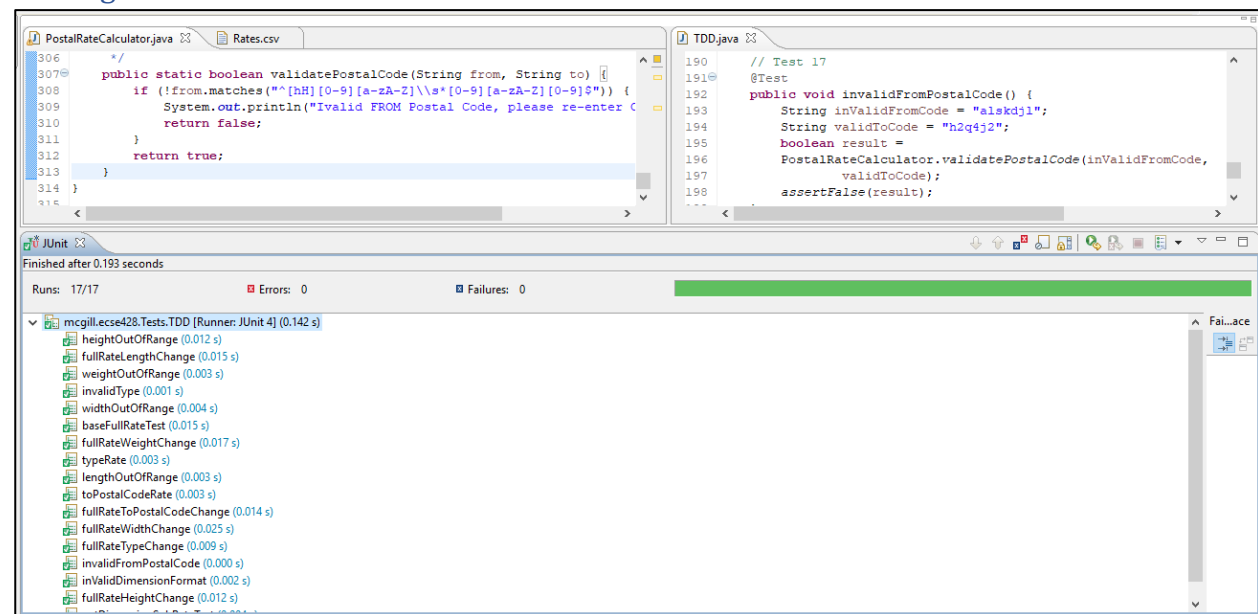 PostalRateCalculator.java
Rates.csv
306 */
307 public static boolean validatePostalCode(String from, String to) {
308 if (!from.matches("^[hH][0-9][a-zA-Z]\\s*[0-9][a-zA-Z][0-9]$")) {
309 System.out.println("Ivalid FROM Postal Code, please re-enter
310 return false;
311 }
312 return true;
313 }
314 }
315
TDD.java
190 // Test 17
191 @Test
192 public void invalidFromPostalCode() {
193 String inValidFromCode = "alskdjl";
194 String validToCode = "h2q4j2";
195 boolean result =
196 PostalRateCalculator.validatePostalCode(inValidFromCode,
197 validToCode);
198 assertFalse(result);
JUnit
Finished after 0.193 seconds
Runs: 17/17
Errors: 0
Failures: 0
mcgill.ecse428.Tests.TDD [Runner: JUnit 4] (0.142 s)
Fai...ace
heightOutOfRange (0.012 s)
fullRateLengthChange (0.015 s)
weightOutOfRange (0.003 s)
invalidType (0.001 s)
widthOutOfRange (0.004 s)
baseFullRateTest (0.015 s)
fullRateWeightChange (0.017 s)
typeRate (0.003 s)
lengthOutOfRange (0.003 s)
toPostalCodeRate (0.003 s)
fullRateToPostalCodeChange (0.014 s)
fullRateWidthChange (0.025 s)
fullRateTypeChange (0.009 s)
invalidFromPostalCode (0.000 s)
inValidDimensionFormat (0.002 s)
fullRateHeightChange (0.012 s)